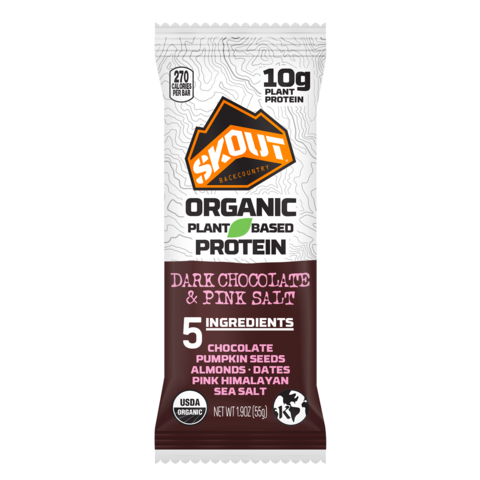 270
CALORIES
PER BAR
10g
PLANT
PROTEIN
SKOUT
BACKCOUNTRY
ORGANIC
PLANT BASED
PROTEIN
DARK CHOCOLATE
& PINK SALT
5 INGREDIENTS
CHOCOLATE
PUMPKIN SEEDS
ALMONDS · DATES
PINK HIMALAYAN
SEA SALT
USDA
ORGANIC
NET WT 1.9OZ (55g)
K